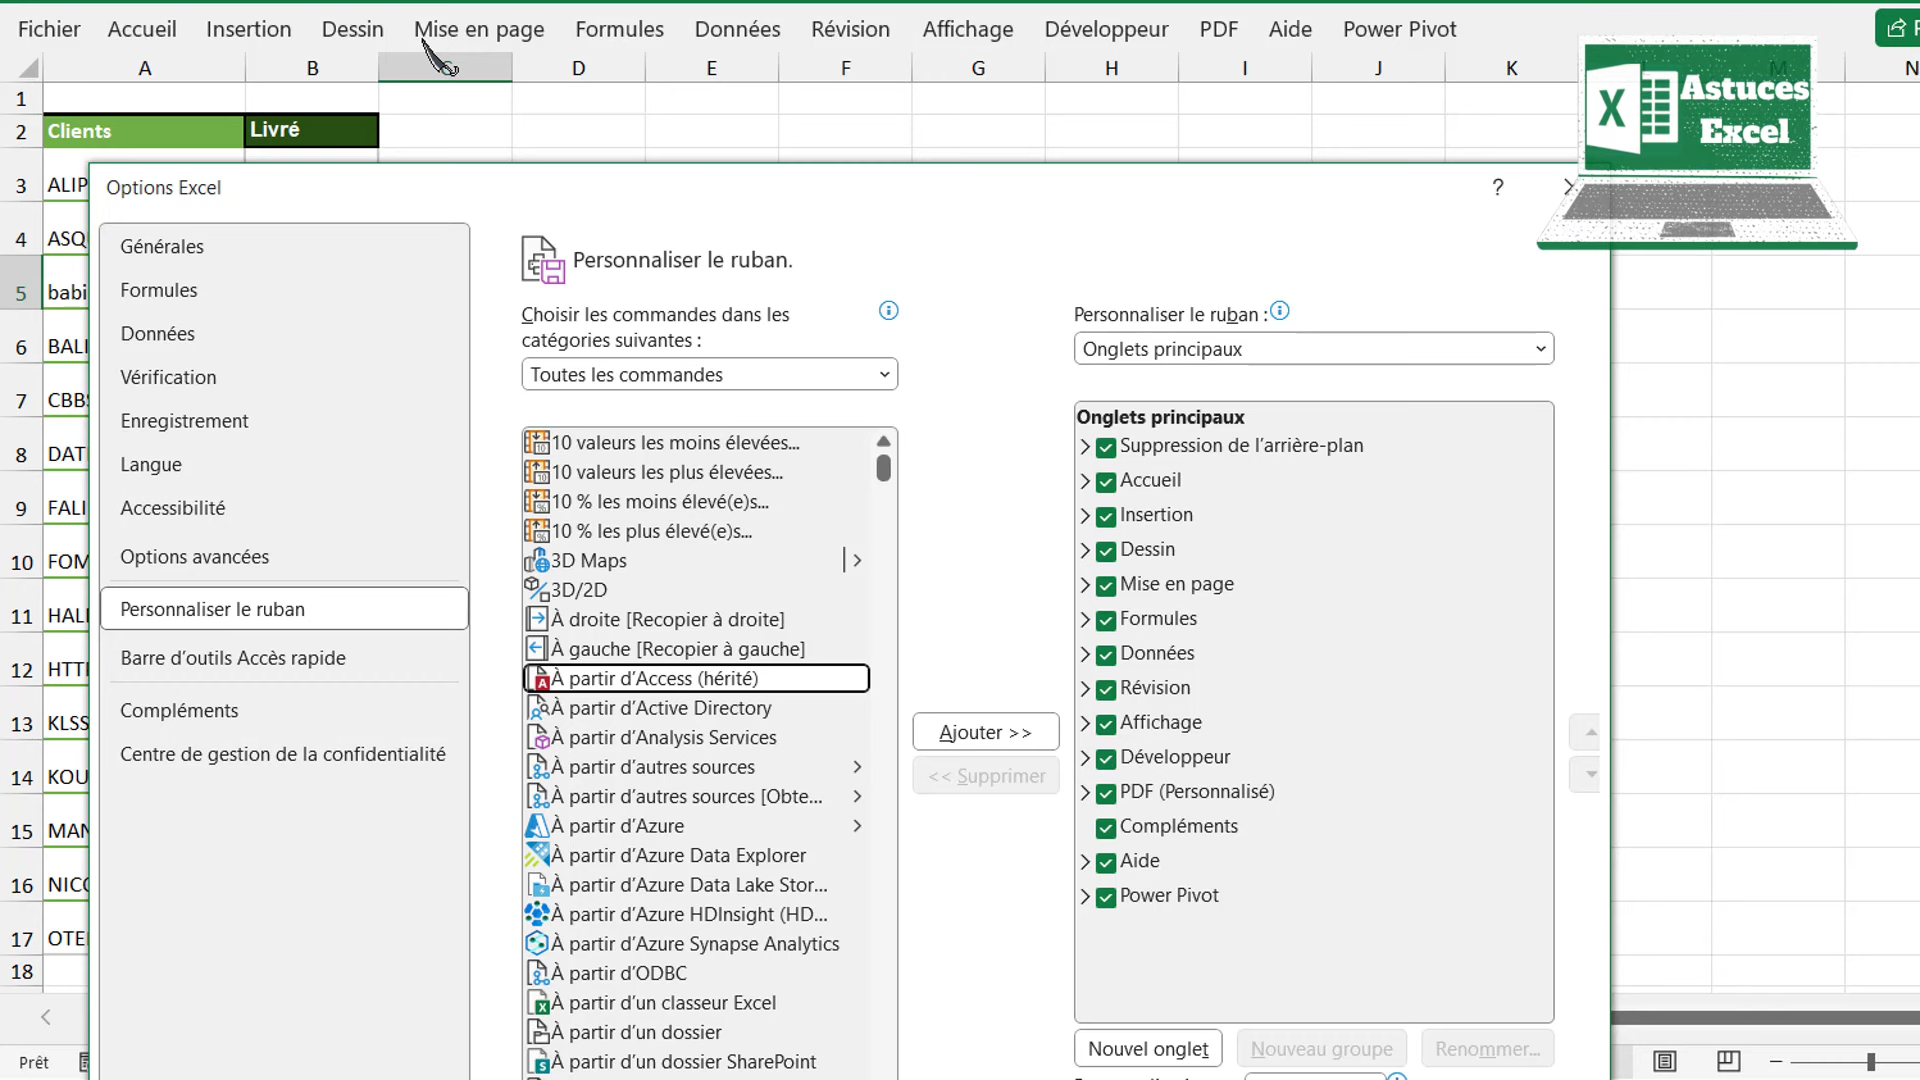 Fichier Accueil Insertion Dessin Mise en page Formules Données Révision Affichage Développeur PDF Aide Power Pivot
A B C D E F G H I J K M N
1
2 Clients Livré
Astuces
Excel
3 ALIP
4 ASQ
5 babi
6 BALI
7 CBBS
8 DAT
9 FALI
10 FOM
11 HAL
12 HTT
13 KLSS
14 KOU
15 MAN
16 NICO
17 OTE
18
Options Excel ?
Générales
Formules
Données
Vérification
Enregistrement
Langue
Accessibilité
Options avancées
Personnaliser le ruban
Barre d’outils Accès rapide
Compléments
Centre de gestion de la confidentialité
Personnaliser le ruban.
Choisir les commandes dans les
catégories suivantes :
Toutes les commandes
10 valeurs les moins élevées...
10 valeurs les plus élevées...
10 % les moins élevé(e)s...
10 % les plus élevé(e)s...
3D Maps
3D/2D
À droite [Recopier à droite]
À gauche [Recopier à gauche]
À partir d’Access (hérité)
À partir d’Active Directory
À partir d’Analysis Services
À partir d’autres sources
À partir d’autres sources [Obte...
À partir d’Azure
À partir d’Azure Data Explorer
À partir d’Azure Data Lake Stor...
À partir d’Azure HDInsight (HD...
À partir d’Azure Synapse Analytics
À partir d’ODBC
À partir d’un classeur Excel
À partir d’un dossier
À partir d’un dossier SharePoint
Ajouter >>
<< Supprimer
Personnaliser le ruban :
Onglets principaux
Onglets principaux
Suppression de l’arrière-plan
Accueil
Insertion
Dessin
Mise en page
Formules
Données
Révision
Affichage
Développeur
PDF (Personnalisé)
Compléments
Aide
Power Pivot
Nouvel onglet Nouveau groupe Renommer...
Prêt